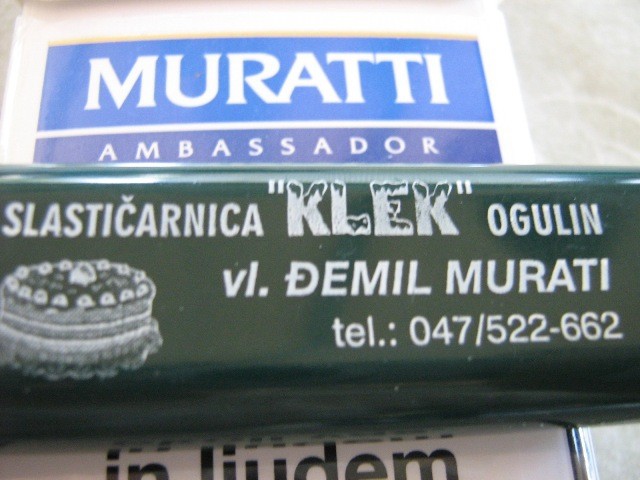 MURATTI
AMBASSADOR
SLASTIČARNICA "KLEK" OGULIN
vl. ĐEMIL MURATI
tel.: 047/522-662
in ljudem